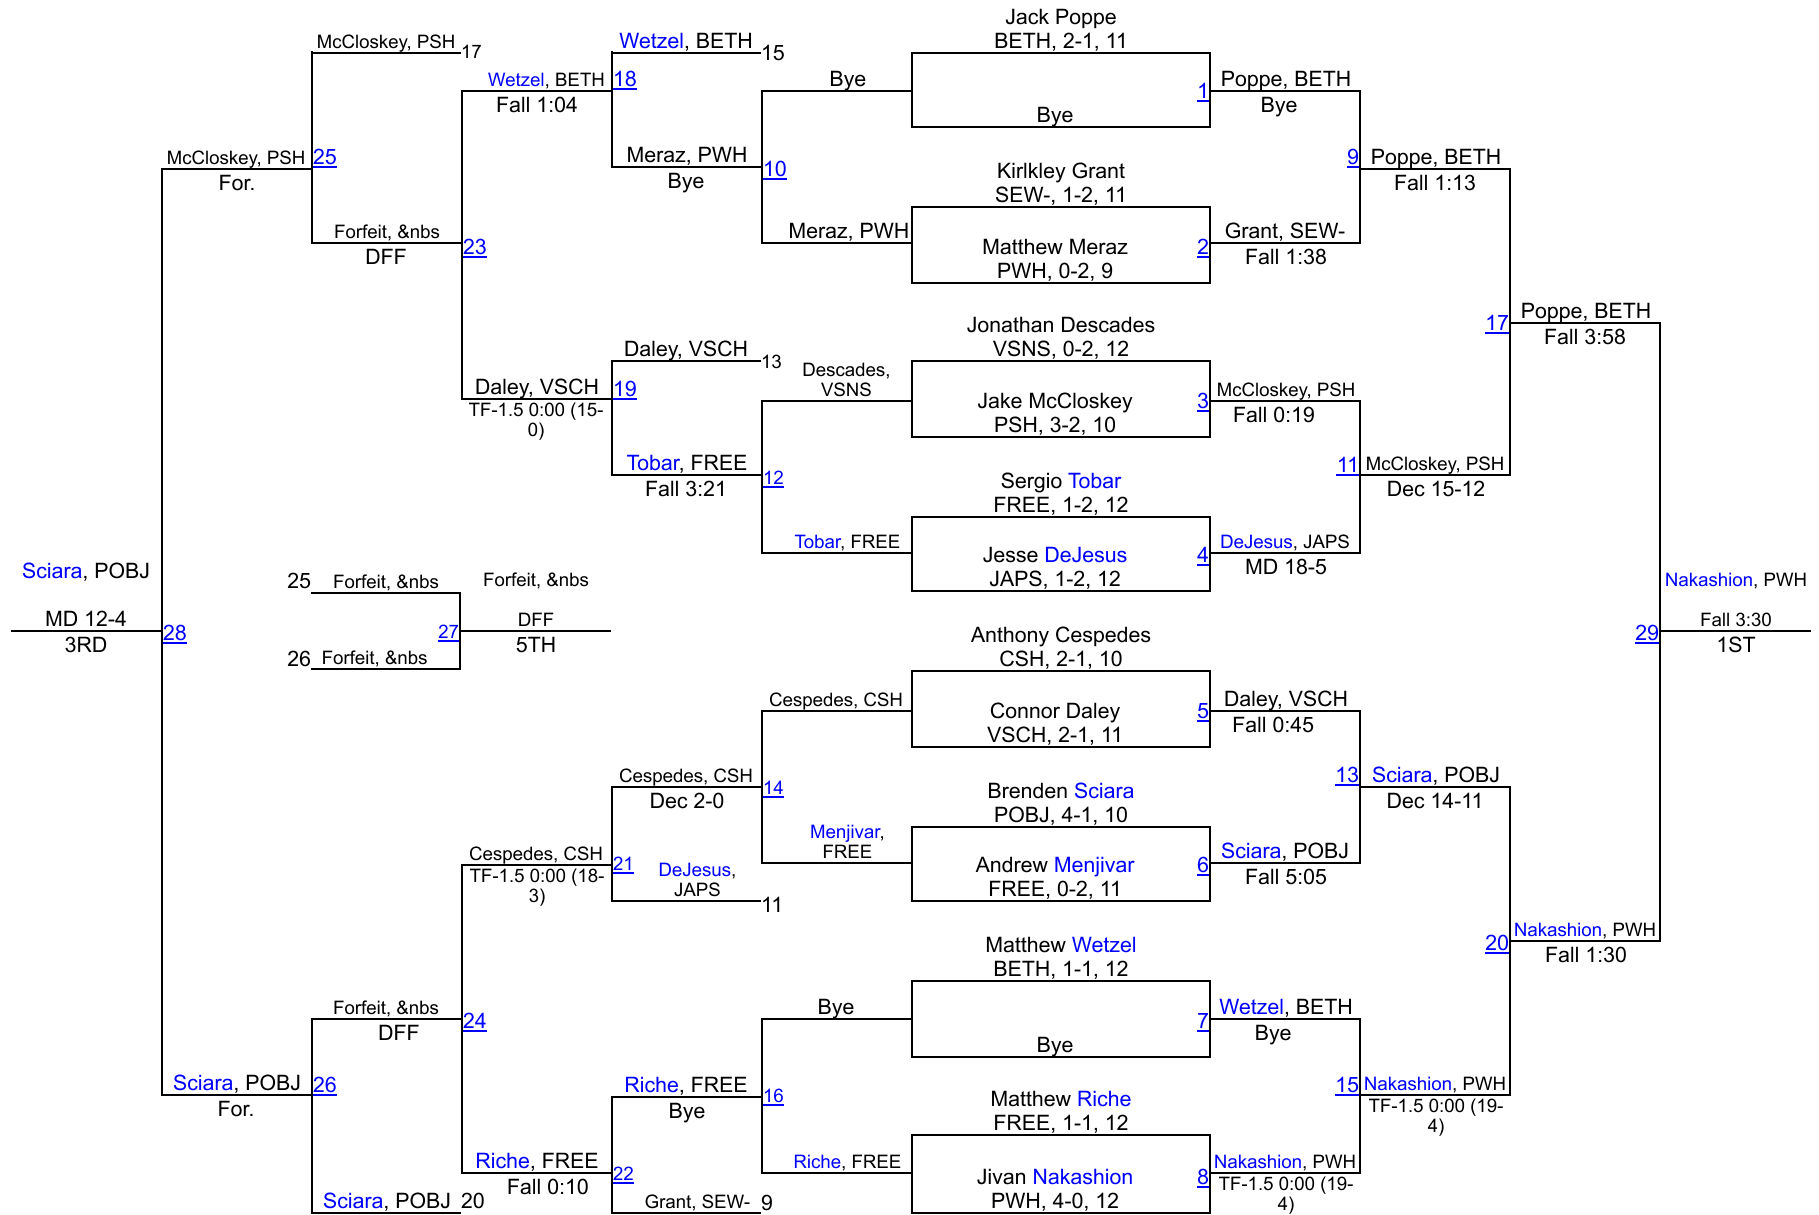 Jack Poppe
BETH, 2-1, 11
McCloskey, PSH 17
Wetzel, BETH 15
Wetzel, BETH
18
Fall 1:04
Bye
1
Poppe, BETH
Bye
Bye
McCloskey, PSH
25
For.
Meraz, PWH
Bye
10
Kirlkley Grant
SEW-, 1-2, 11
9
Poppe, BETH
Fall 1:13
Forfeit, &nbs
DFF
23
Meraz, PWH
Matthew Meraz
PWH, 0-2, 9
2
Grant, SEW-
Fall 1:38
Jonathan Descades
VSNS, 0-2, 12
17
Poppe, BETH
Fall 3:58
Daley, VSCH
13
Descades,
VSNS
Daley, VSCH
19
TF-1.5 0:00 (15-
0)
Jake McCloskey
PSH, 3-2, 10
3
McCloskey, PSH
Fall 0:19
Tobar, FREE
Fall 3:21
12
Sergio Tobar
FREE, 1-2, 12
11
McCloskey, PSH
Dec 15-12
Tobar, FREE
Jesse DeJesus
JAPS, 1-2, 12
4
DeJesus, JAPS
MD 18-5
Sciara, POBJ
MD 12-4
3RD
28
25
Forfeit, &nbs
Forfeit, &nbs
27
DFF
5TH
26
Forfeit, &nbs
Nakashion, PWH
Fall 3:30
29
1ST
Anthony Cespedes
CSH, 2-1, 10
Cespedes, CSH
Connor Daley
VSCH, 2-1, 11
5
Daley, VSCH
Fall 0:45
Cespedes, CSH
Dec 2-0
14
Brenden Sciara
POBJ, 4-1, 10
13
Sciara, POBJ
Dec 14-11
Cespedes, CSH
TF-1.5 0:00 (18-
3)
21
DeJesus,
JAPS
11
Menjivar,
FREE
Andrew Menjivar
FREE, 0-2, 11
6
Sciara, POBJ
Fall 5:05
Matthew Wetzel
BETH, 1-1, 12
20
Nakashion, PWH
Fall 1:30
Forfeit, &nbs
DFF
24
Bye
Bye
7
Wetzel, BETH
Bye
Sciara, POBJ
For.
26
Riche, FREE
Bye
16
Matthew Riche
FREE, 1-1, 12
15
Nakashion, PWH
TF-1.5 0:00 (19-
4)
Riche, FREE
Fall 0:10
22
Riche, FREE
Jivan Nakashion
PWH, 4-0, 12
8
Nakashion, PWH
TF-1.5 0:00 (19-
4)
Sciara, POBJ 20
Grant, SEW- 9